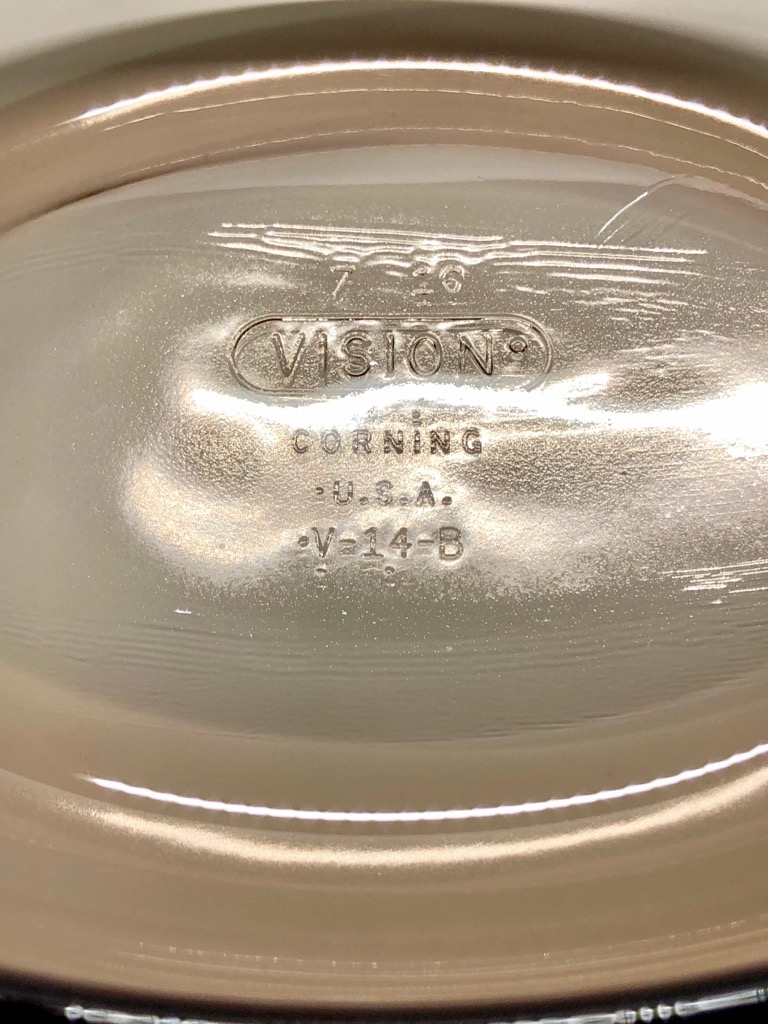 7 26
VISION°
CORNING
U.S.A.
V-14-B